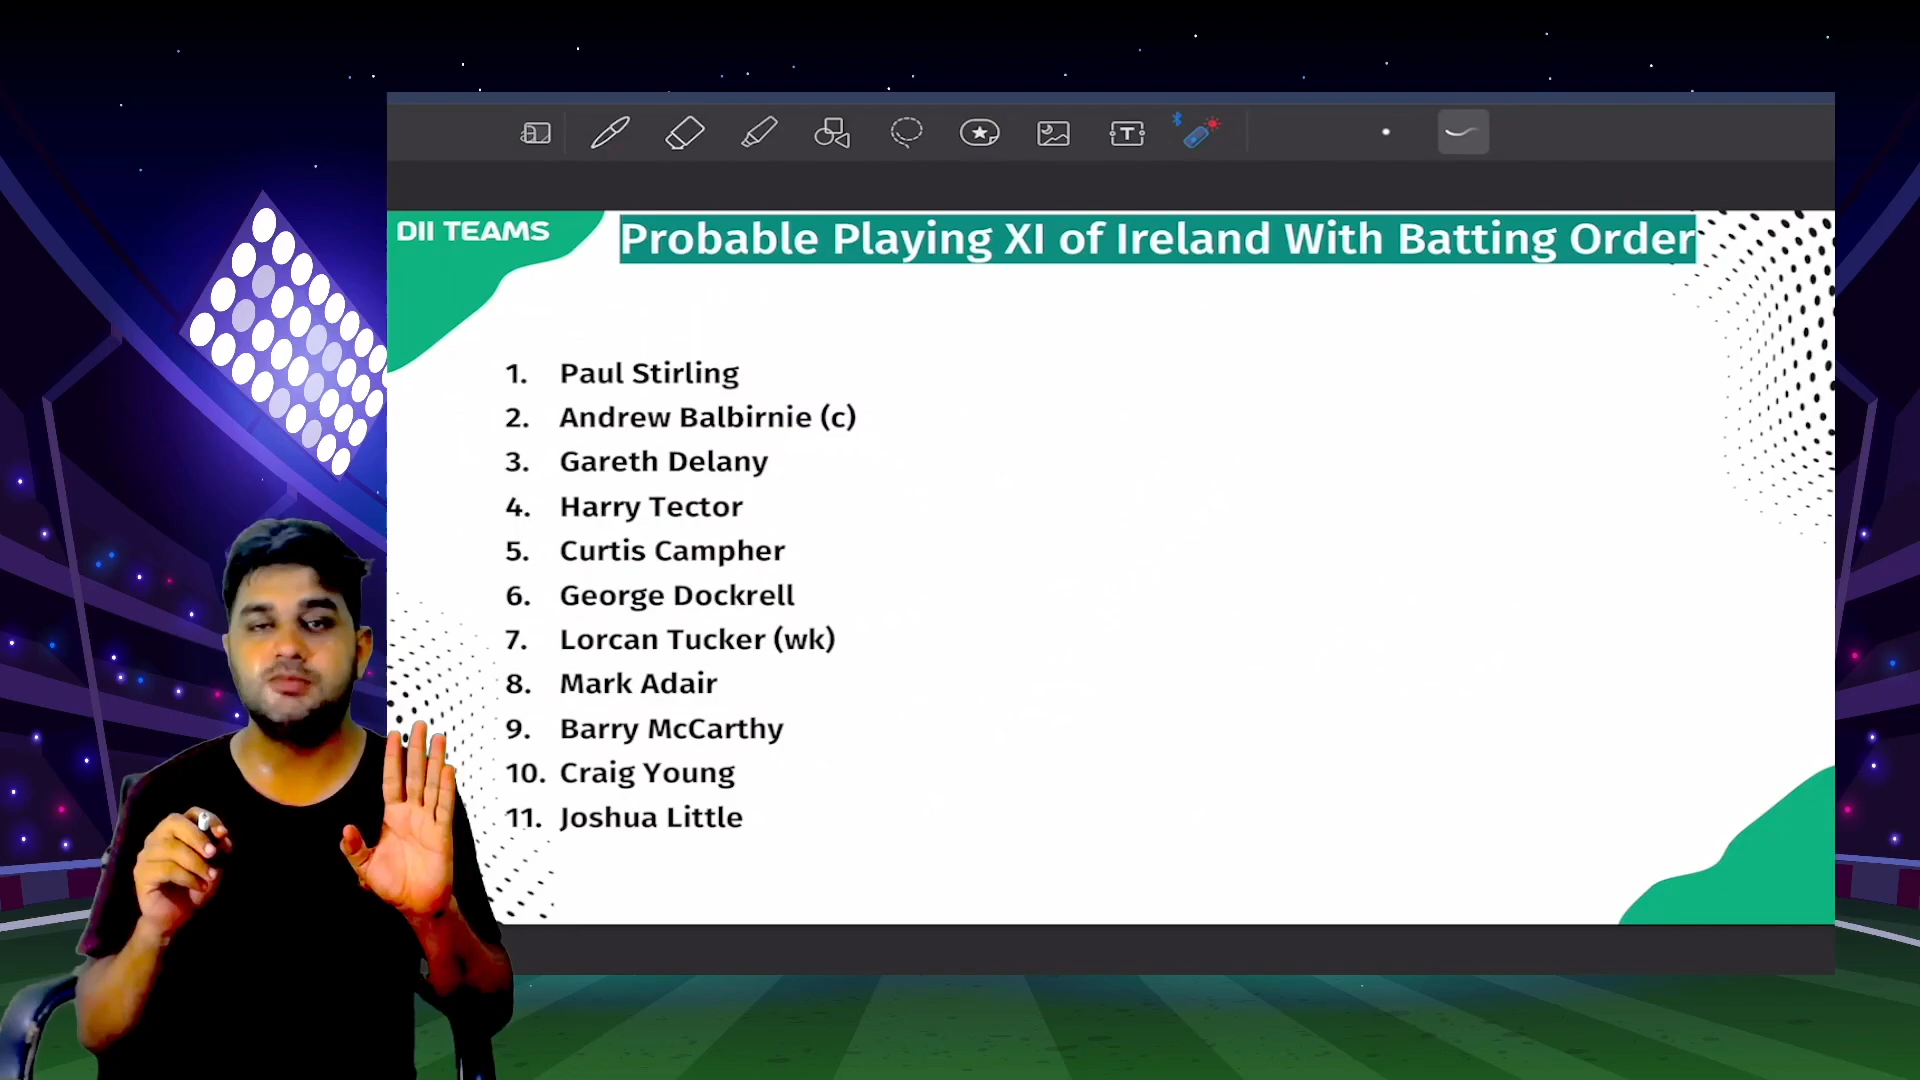 DII TEAMS
Probable Playing XI of Ireland With Batting Order
1. Paul Stirling
2. Andrew Balbirnie (c)
3. Gareth Delany
4. Harry Tector
5. Curtis Campher
6. George Dockrell
7. Lorcan Tucker (wk)
8. Mark Adair
9. Barry McCarthy
10. Craig Young
11. Joshua Little